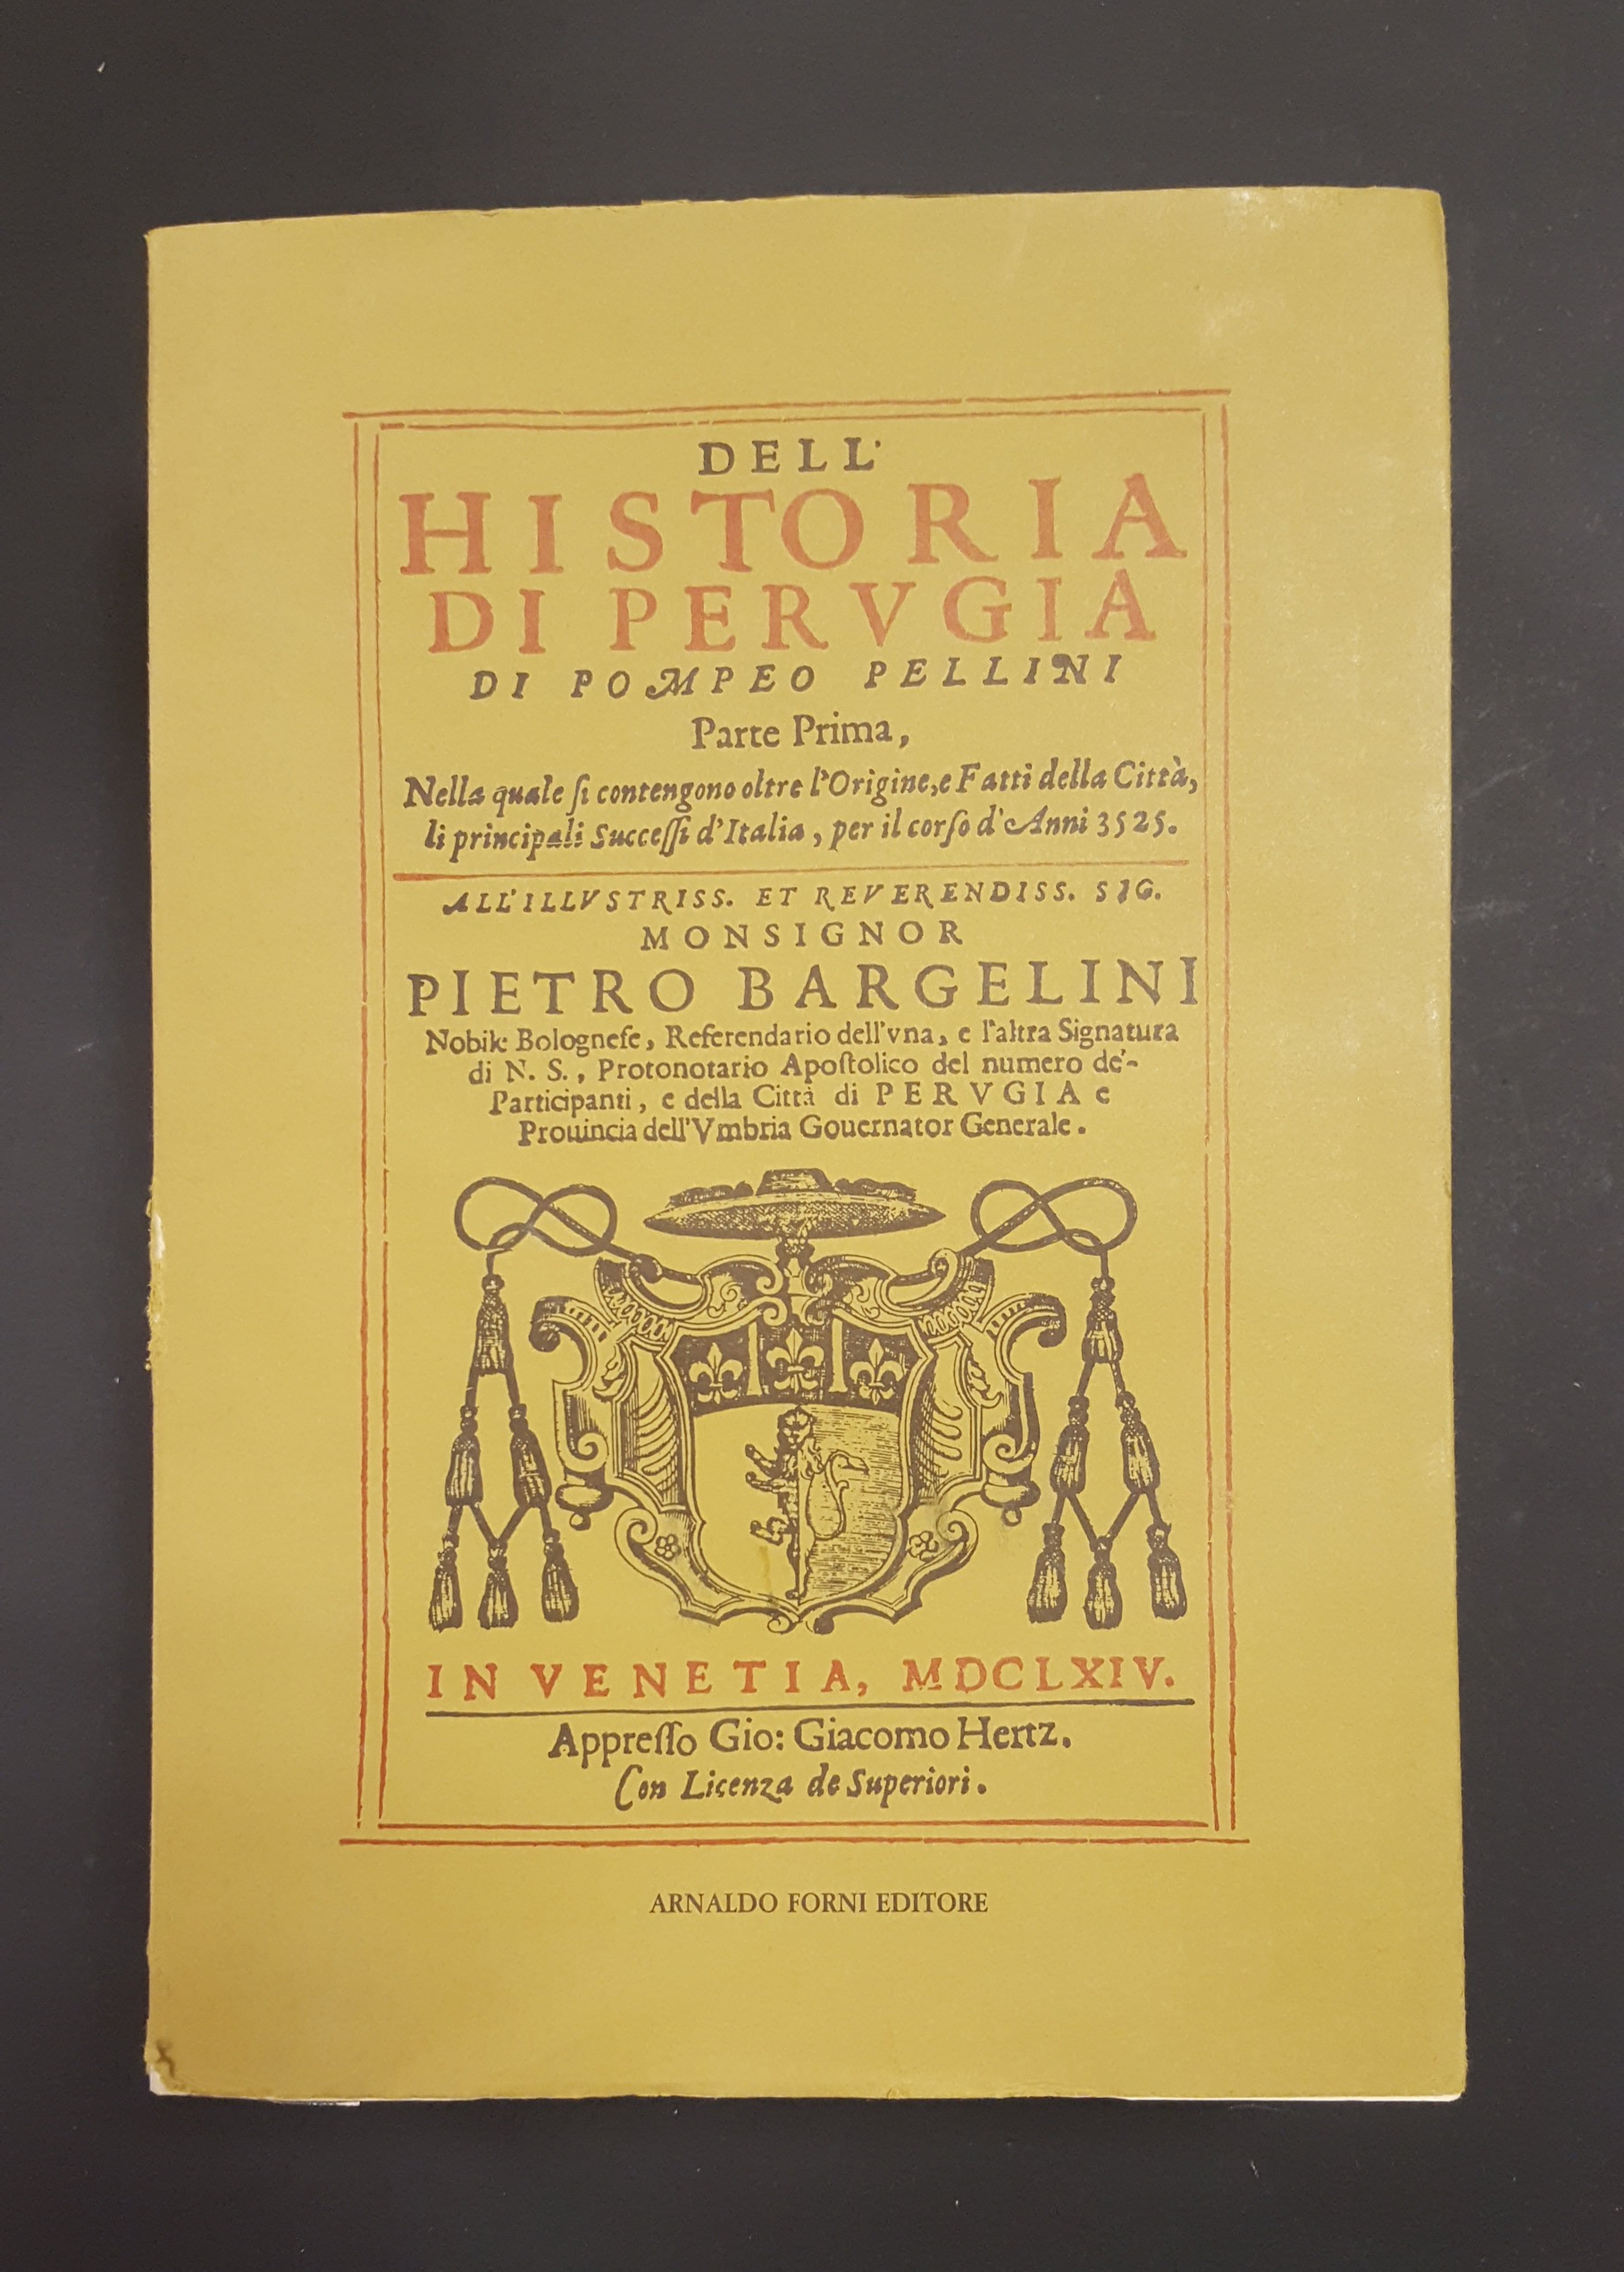 DELL'
HISTORIA
DI PERVGIA
DI POMPEO PELLINI
Parte Prima,
Nella quale ſi contengono oltre l'Origine, e Fatti della Città,
li principali Succeſſi d'Italia, per il corſo d'Anni 3525.
ALL'ILLVSTRISS. ET REVERENDISS. SIG.
MONSIGNOR
PIETRO BARGELINI
Nobile Bologneſe, Referendario dell'vna, e l'altra Signatura
di N. S., Protonotario Apoſtolico del numero de'-
Participanti, e della Città di PERVGIA e
Prouincia dell'Vmbria Gouernator Generale.
IN VENETIA, MDCLXIV.
Appreſſo Gio: Giacomo Hertz.
Con Licenza de Superiori.
ARNALDO FORNI EDITORE